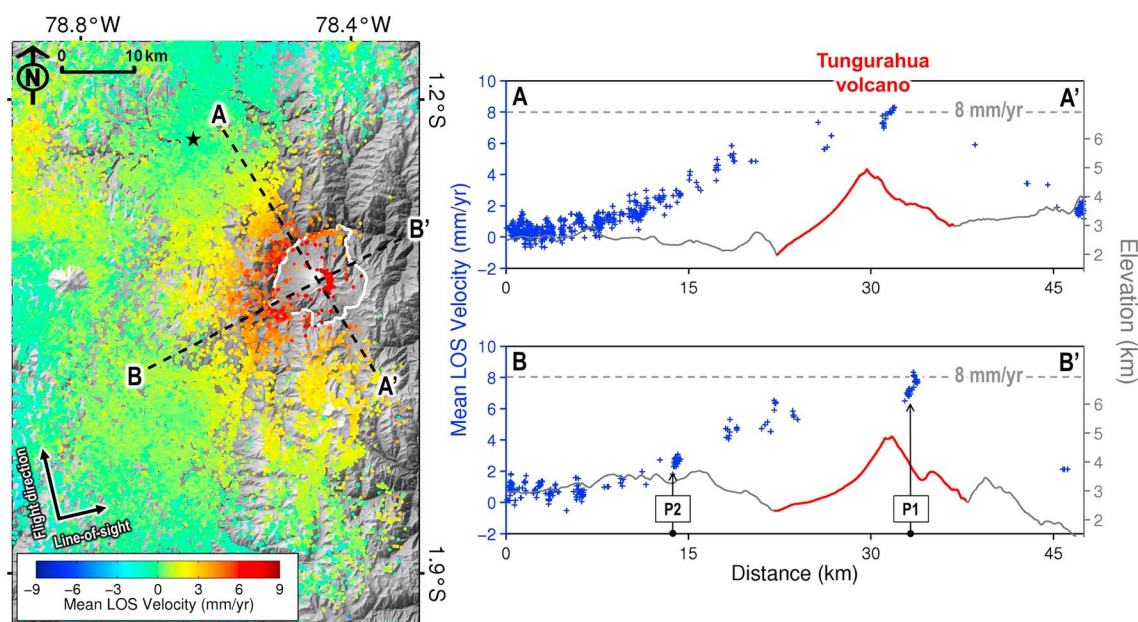 78.8°W
78.4°W
0 10 km
N
1.2°S
A
B'
B
A'
Flight direction
Line-of-sight
1.9°S
−9 −6 −3 0 3 6 9
Mean LOS Velocity (mm/yr)
Tungurahua
volcano
A
A'
8 mm/yr
10
8
6
4
2
0
−2
6
5
4
3
2
0 15 30 45
B
B'
8 mm/yr
10
8
6
4
2
0
−2
6
5
4
3
2
P2
P1
0 15 30 45
Distance (km)
Mean LOS Velocity (mm/yr)
Elevation (km)